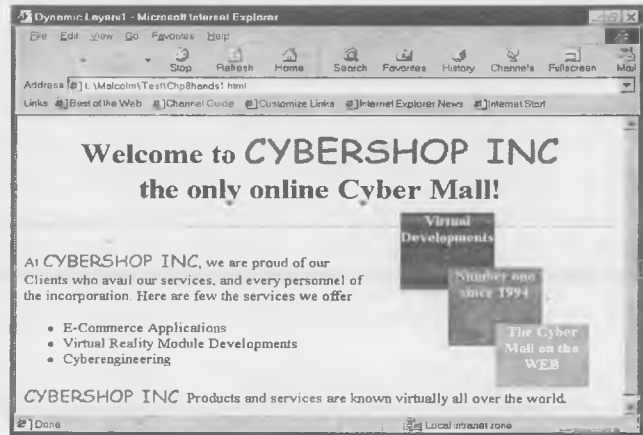 Dynamic Layers1 - Microsoft Internet Explorer
File Edit View Go Favorites Help
Stop Refresh Home Search Favorites History Channels Fullscreen Mail
Address L:\Malcolm\Test\Chp8hands1.html
Links Best of the Web Channel Guide Customize Links Internet Explorer News Internet Start
Welcome to CYBERSHOP INC
the only online Cyber Mall!
Virtual
Developments
At CYBERSHOP INC, we are proud of our
Clients who avail our services, and every personnel of
the incorporation. Here are few the services we offer
Number one
since 1994
• E-Commerce Applications
• Virtual Reality Module Developments
• Cyberengineering
The Cyber
Mall on the
WEB
CYBERSHOP INC Products and services are known virtually all over the world.
Done Local intranet zone